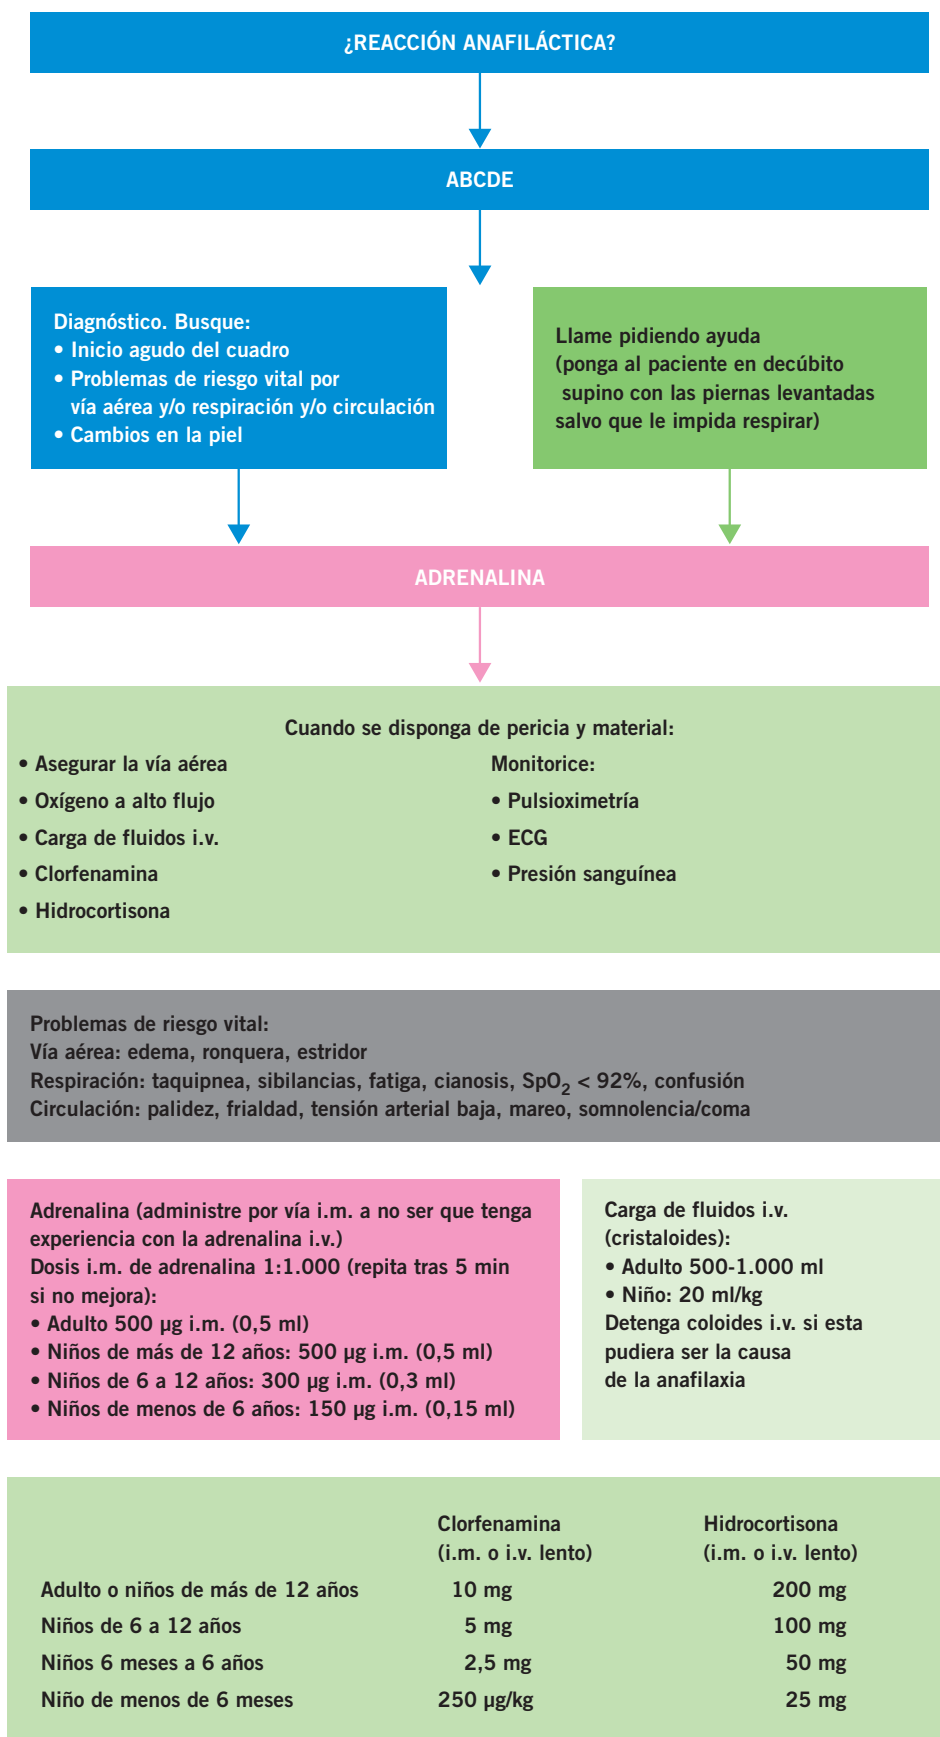 ¿REACCIÓN ANAFILÁCTICA?
ABCDE
Diagnóstico. Busque:
• Inicio agudo del cuadro
• Problemas de riesgo vital por
vía aérea y/o respiración y/o circulación
• Cambios en la piel
Llame pidiendo ayuda
(ponga al paciente en decúbito
supino con las piernas levantadas
salvo que le impida respirar)
ADRENALINA
Cuando se disponga de pericia y material:
• Asegurar la vía aérea
• Oxígeno a alto flujo
• Carga de fluidos i.v.
• Clorfenamina
• Hidrocortisona
Monitorice:
• Pulsioximetría
• ECG
• Presión sanguínea
Problemas de riesgo vital:
Vía aérea: edema, ronquera, estridor
Respiración: taquipnea, sibilancias, fatiga, cianosis, SpO₂ < 92%, confusión
Circulación: palidez, frialdad, tensión arterial baja, mareo, somnolencia/coma
Adrenalina (administre por vía i.m. a no ser que tenga
experiencia con la adrenalina i.v.)
Dosis i.m. de adrenalina 1:1.000 (repita tras 5 min
si no mejora):
• Adulto 500 µg i.m. (0,5 ml)
• Niños de más de 12 años: 500 µg i.m. (0,5 ml)
• Niños de 6 a 12 años: 300 µg i.m. (0,3 ml)
• Niños de menos de 6 años: 150 µg i.m. (0,15 ml)
Carga de fluidos i.v.
(cristaloides):
• Adulto 500-1.000 ml
• Niño: 20 ml/kg
Detenga coloides i.v. si esta
pudiera ser la causa
de la anafilaxia
Clorfenamina Hidrocortisona
(i.m. o i.v. lento) (i.m. o i.v. lento)
Adulto o niños de más de 12 años 10 mg 200 mg
Niños de 6 a 12 años 5 mg 100 mg
Niños 6 meses a 6 años 2,5 mg 50 mg
Niño de menos de 6 meses 250 µg/kg 25 mg